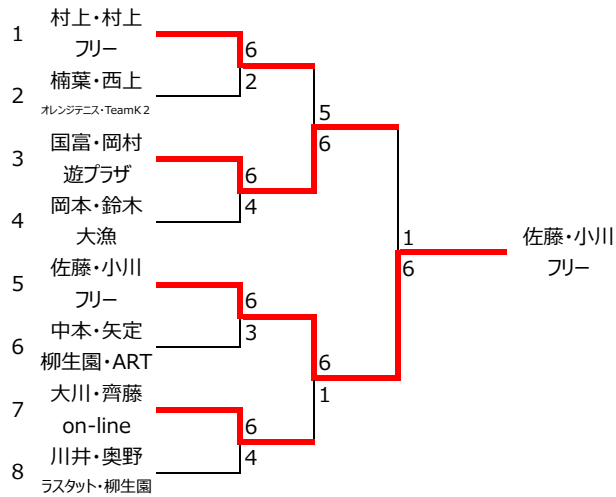 1
村上・村上
フリー
2
楠葉・西上
オレンジテニス・TeamK2
3
国富・岡村
遊プラザ
4
岡本・鈴木
大漁
5
佐藤・小川
フリー
6
中本・矢定
柳生園・ART
7
大川・齊藤
on-line
8
川井・奥野
ラスタット・柳生園
6
2
6
4
6
3
6
4
5
6
6
1
1
6
佐藤・小川
フリー